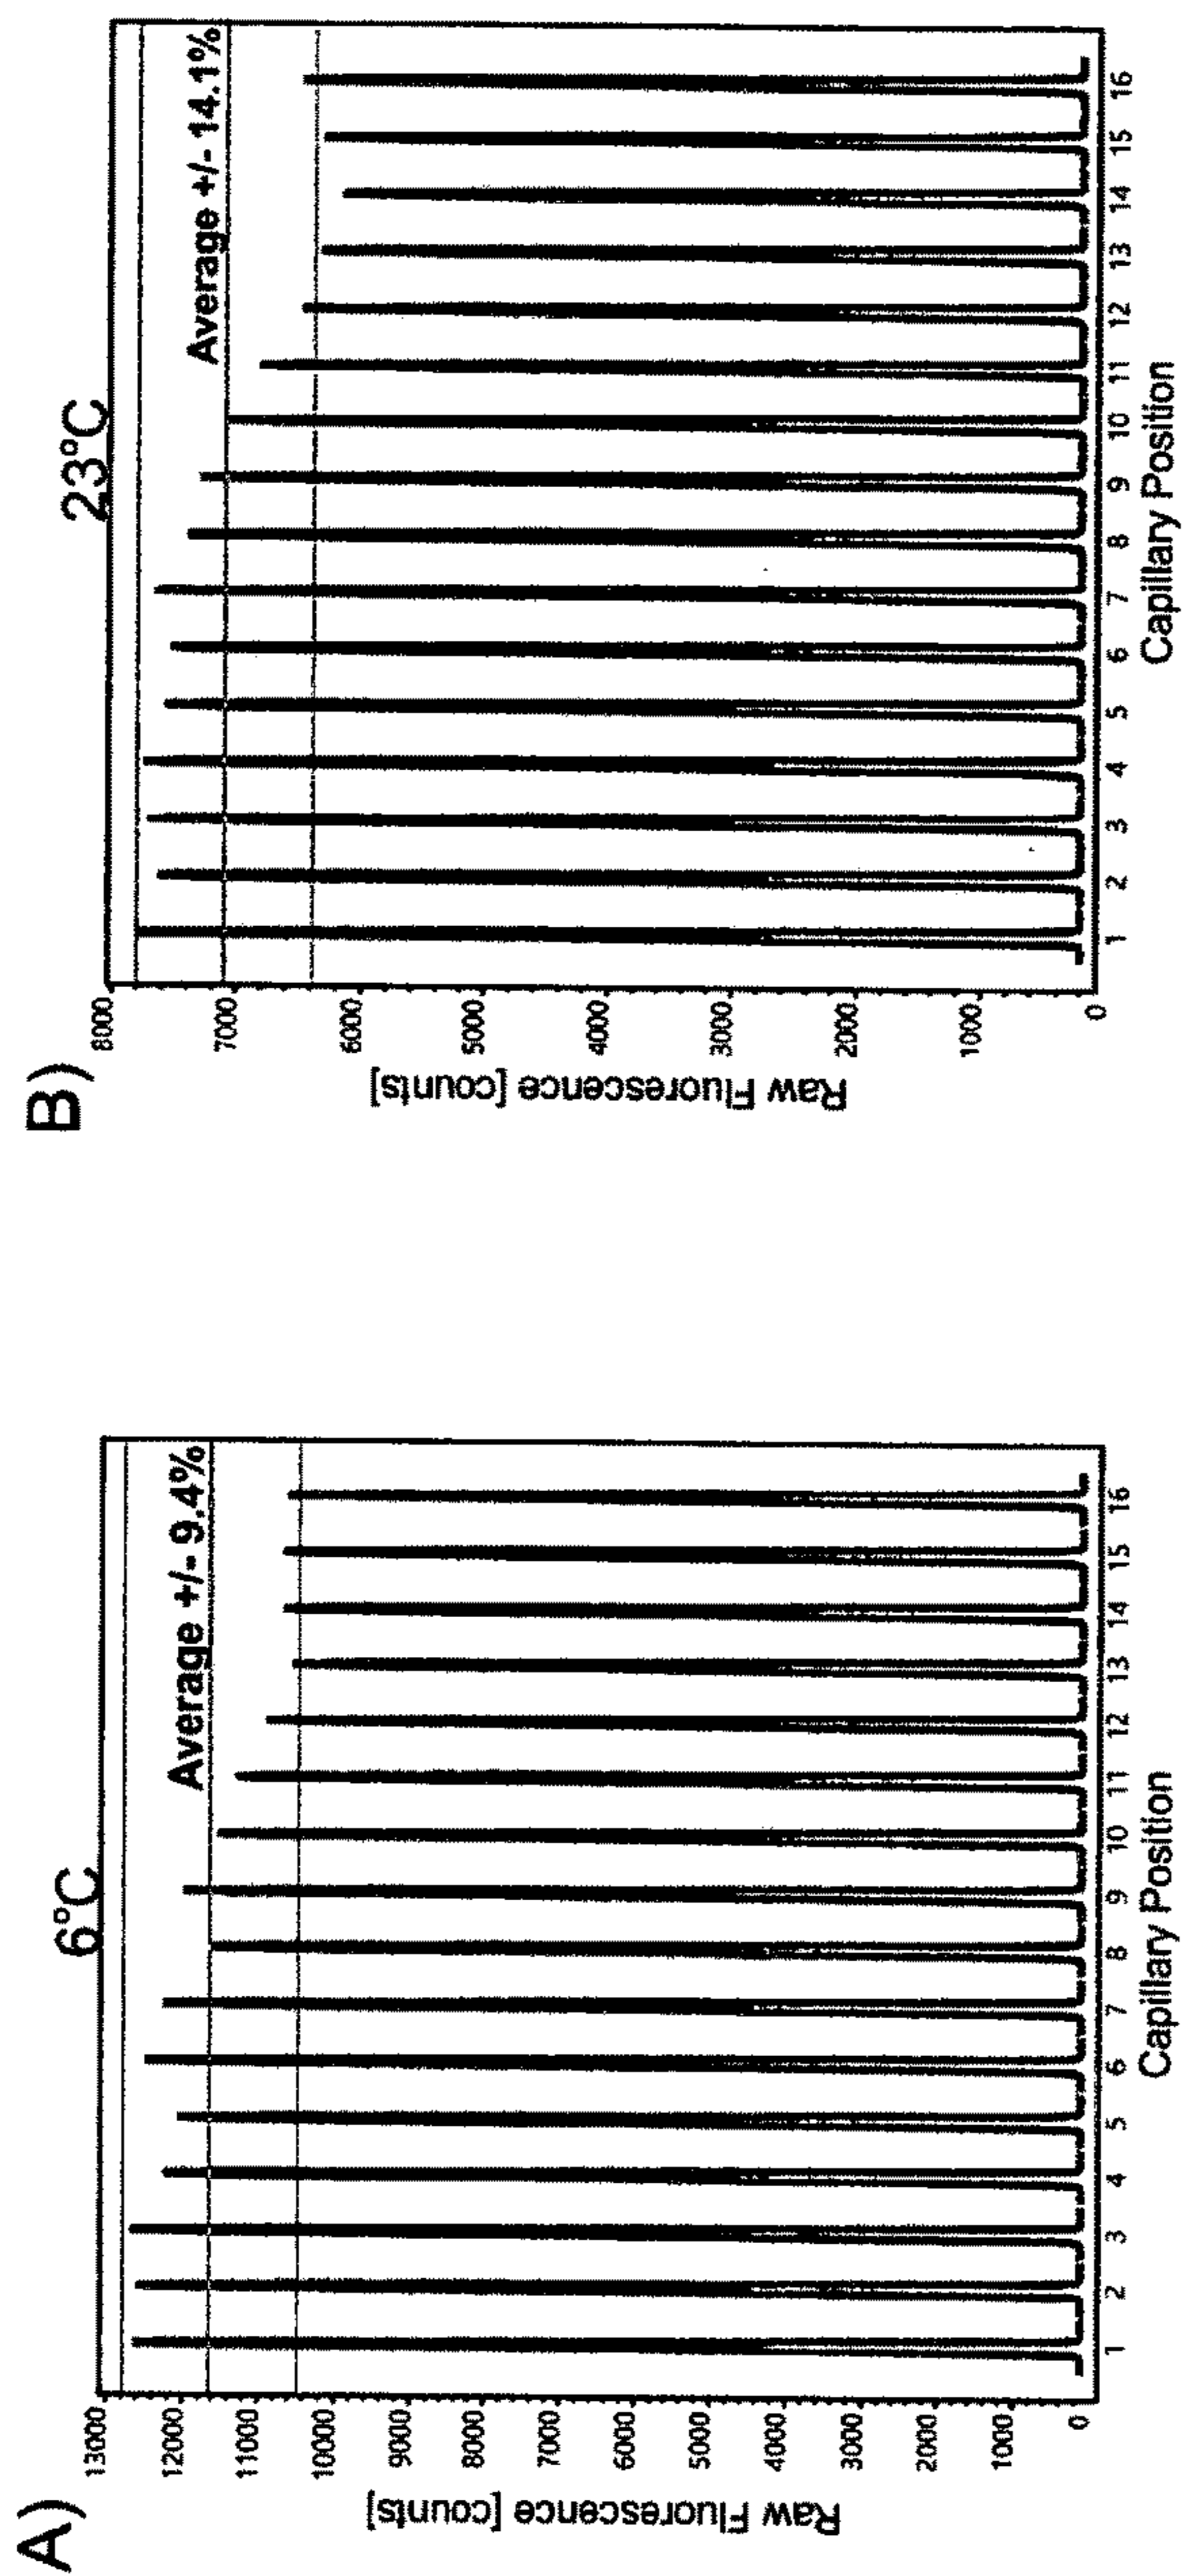 A)
6°C
Average +/- 9.4%
Raw Fluorescence [counts]
13000
12000
11000
10000
9000
8000
7000
6000
5000
4000
3000
2000
1000
0
1 2 3 4 5 6 7 8 9 10 11 12 13 14 15 16
Capillary Position
B)
23°C
Average +/- 14.1%
Raw Fluorescence [counts]
8000
7000
6000
5000
4000
3000
2000
1000
0
1 2 3 4 5 6 7 8 9 10 11 12 13 14 15 16
Capillary Position